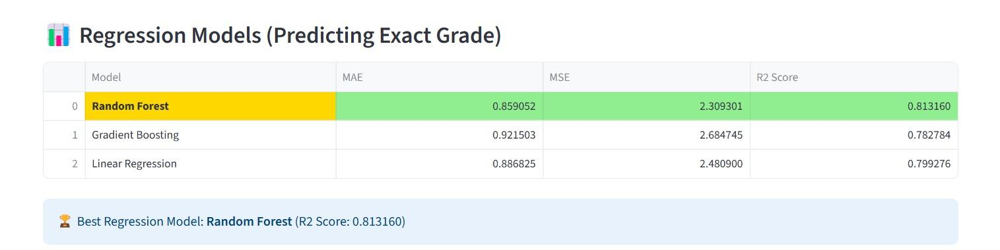 Regression Models (Predicting Exact Grade)
Model MAE MSE R2 Score
0 Random Forest 0.859052 2.309301 0.813160
1 Gradient Boosting 0.921503 2.684745 0.782784
2 Linear Regression 0.886825 2.480900 0.799276
Best Regression Model: Random Forest (R2 Score: 0.813160)